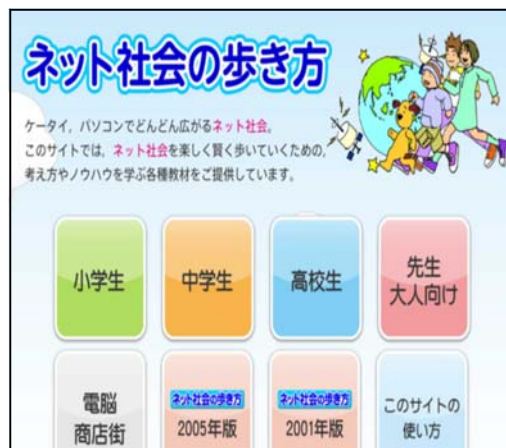 ネット社会の歩き方
ケータイ，パソコンでどんどん広がるネット社会。
このサイトでは，ネット社会を楽しく賢く歩いていくための，
考え方やノウハウを学ぶ各種教材をご提供しています。
小学生
中学生
高校生
先生
大人向け
電脳
商店街
ネット社会の歩き方
2005年版
ネット社会の歩き方
2001年版
このサイトの
使い方